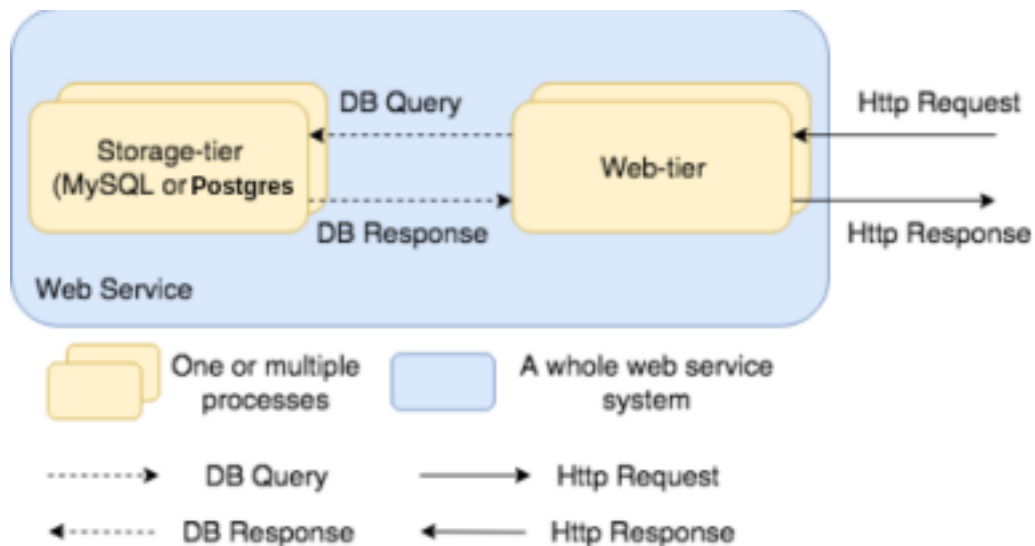 DB Query
Http Request
Storage-tier
(MySQL or Postgres
Web-tier
DB Response
Http Response
Web Service
One or multiple
processes
A whole web service
system
DB Query
Http Request
DB Response
Http Response